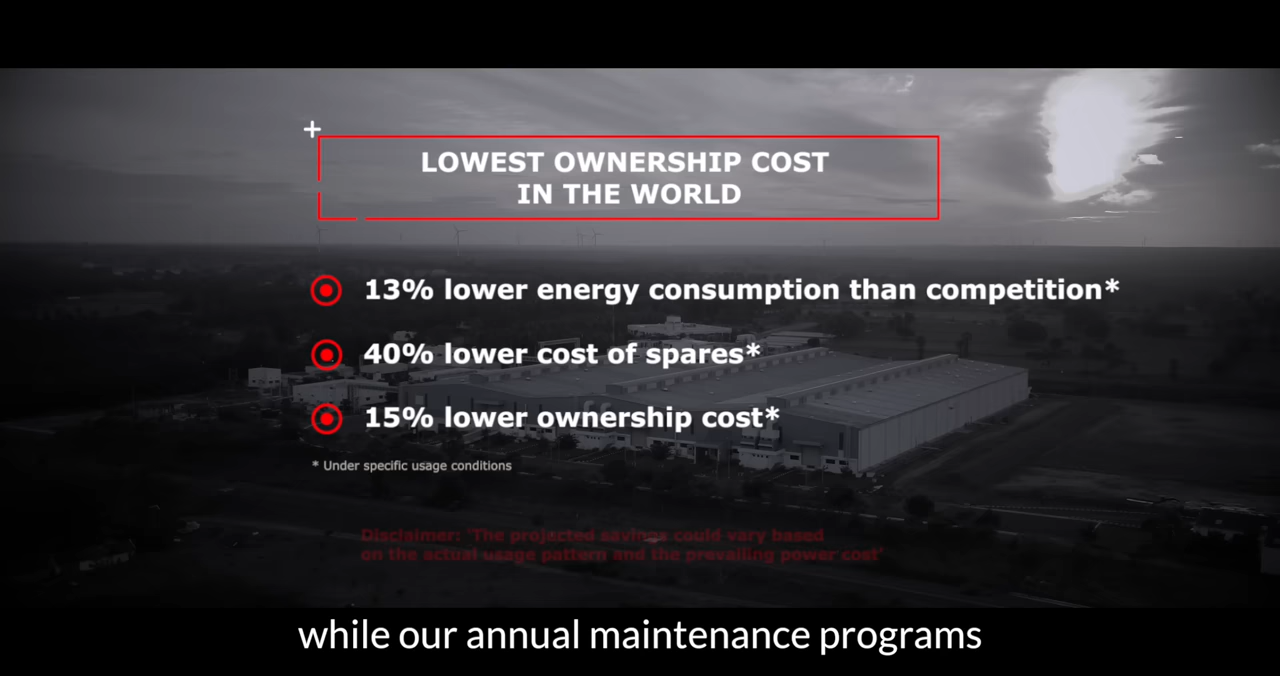 LOWEST OWNERSHIP COST
IN THE WORLD
13% lower energy consumption than competition*
40% lower cost of spares*
15% lower ownership cost*
* Under specific usage conditions
Disclaimer: 'The projected savings could vary based
on the actual usage pattern and the prevailing power cost'
while our annual maintenance programs